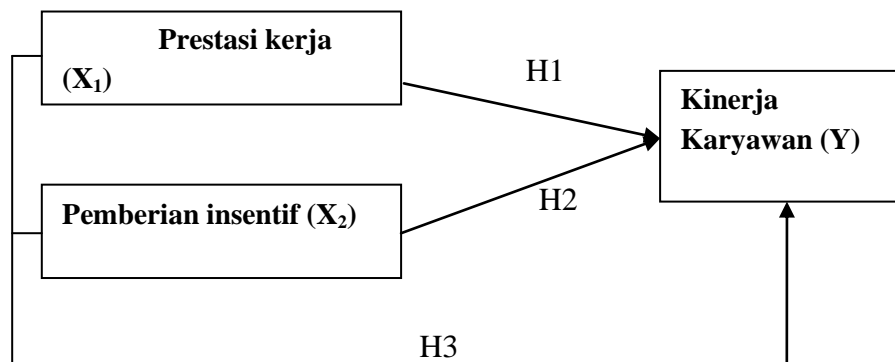 Prestasi kerja
(X₁)
H1
Kinerja
Karyawan (Y)
Pemberian insentif (X₂)
H2
H3